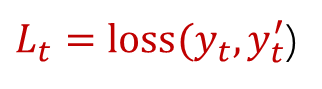 L_t = loss(y_t, y'_t)